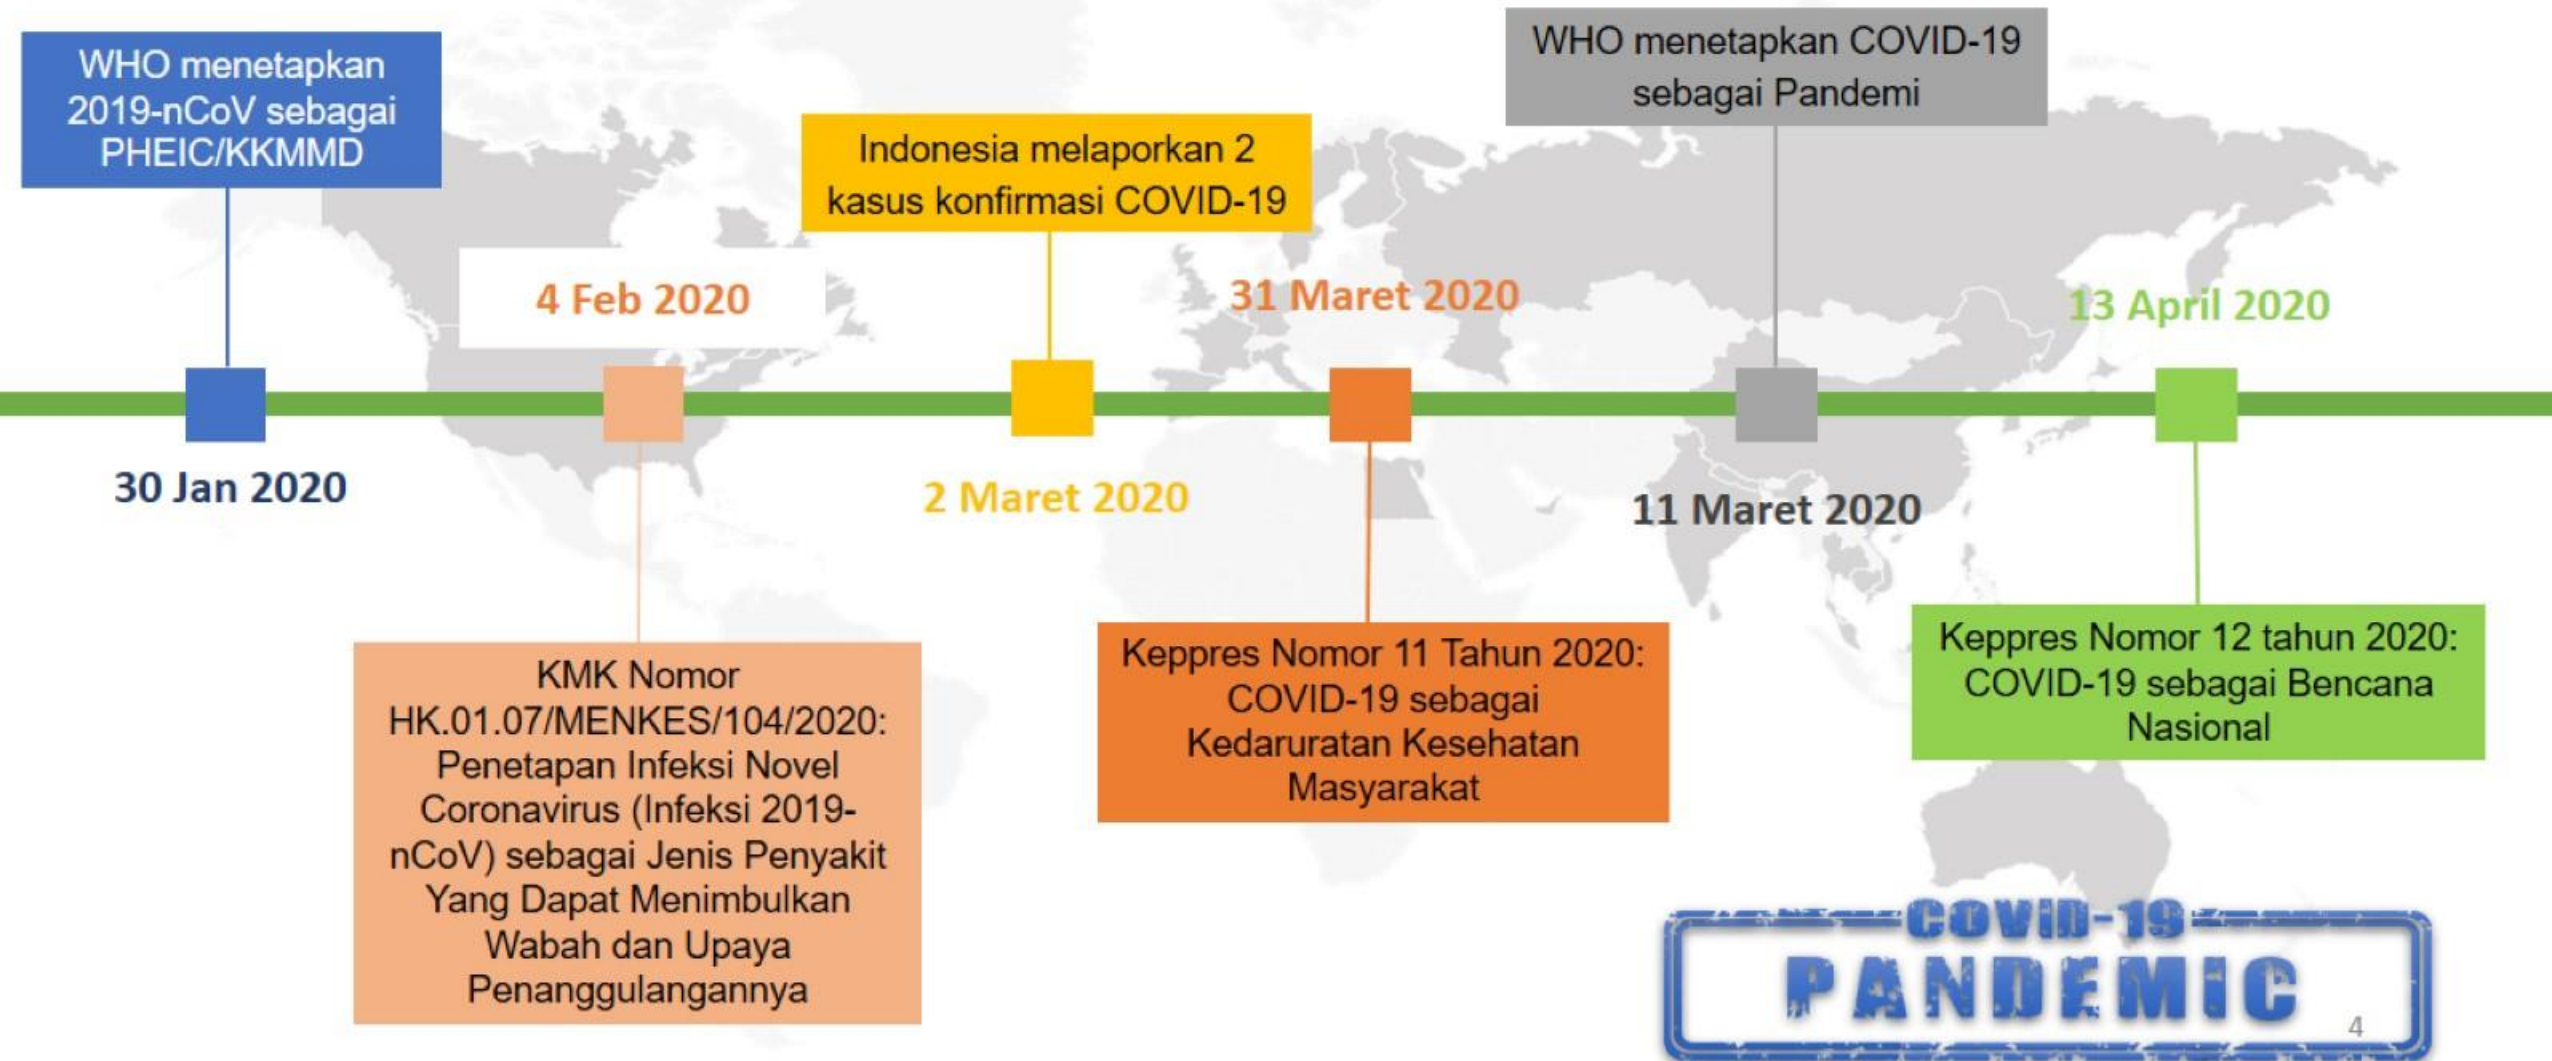 WHO menetapkan
2019-nCoV sebagai
PHEIC/KKMMD
30 Jan 2020
4 Feb 2020
KMK Nomor
HK.01.07/MENKES/104/2020:
Penetapan Infeksi Novel
Coronavirus (Infeksi 2019-
nCoV) sebagai Jenis Penyakit
Yang Dapat Menimbulkan
Wabah dan Upaya
Penanggulangannya
Indonesia melaporkan 2
kasus konfirmasi COVID-19
2 Maret 2020
31 Maret 2020
Keppres Nomor 11 Tahun 2020:
COVID-19 sebagai
Kedaruratan Kesehatan
Masyarakat
WHO menetapkan COVID-19
sebagai Pandemi
11 Maret 2020
13 April 2020
Keppres Nomor 12 tahun 2020:
COVID-19 sebagai Bencana
Nasional
COVID-19
PANDEMIC
4